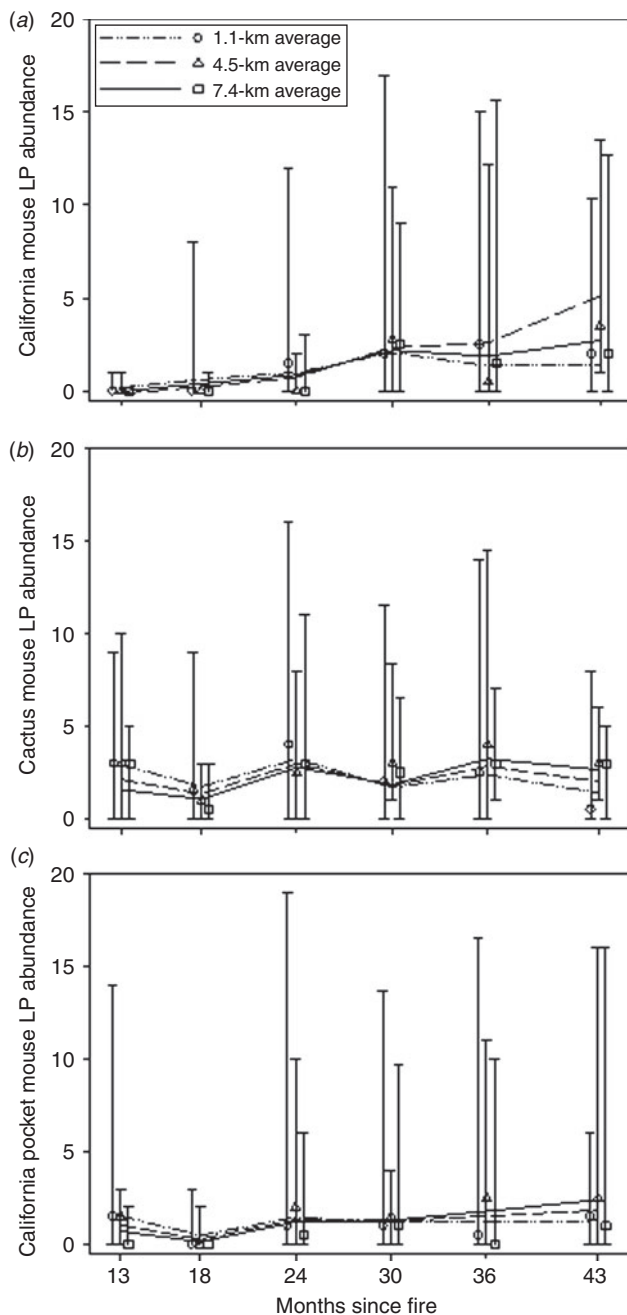 (a)
20
15
10
5
0
California mouse LP abundance
1.1-km average
4.5-km average
7.4-km average
(b)
20
15
10
5
0
Cactus mouse LP abundance
(c)
20
15
10
5
0
California pocket mouse LP abundance
13 18 24 30 36 43
Months since fire